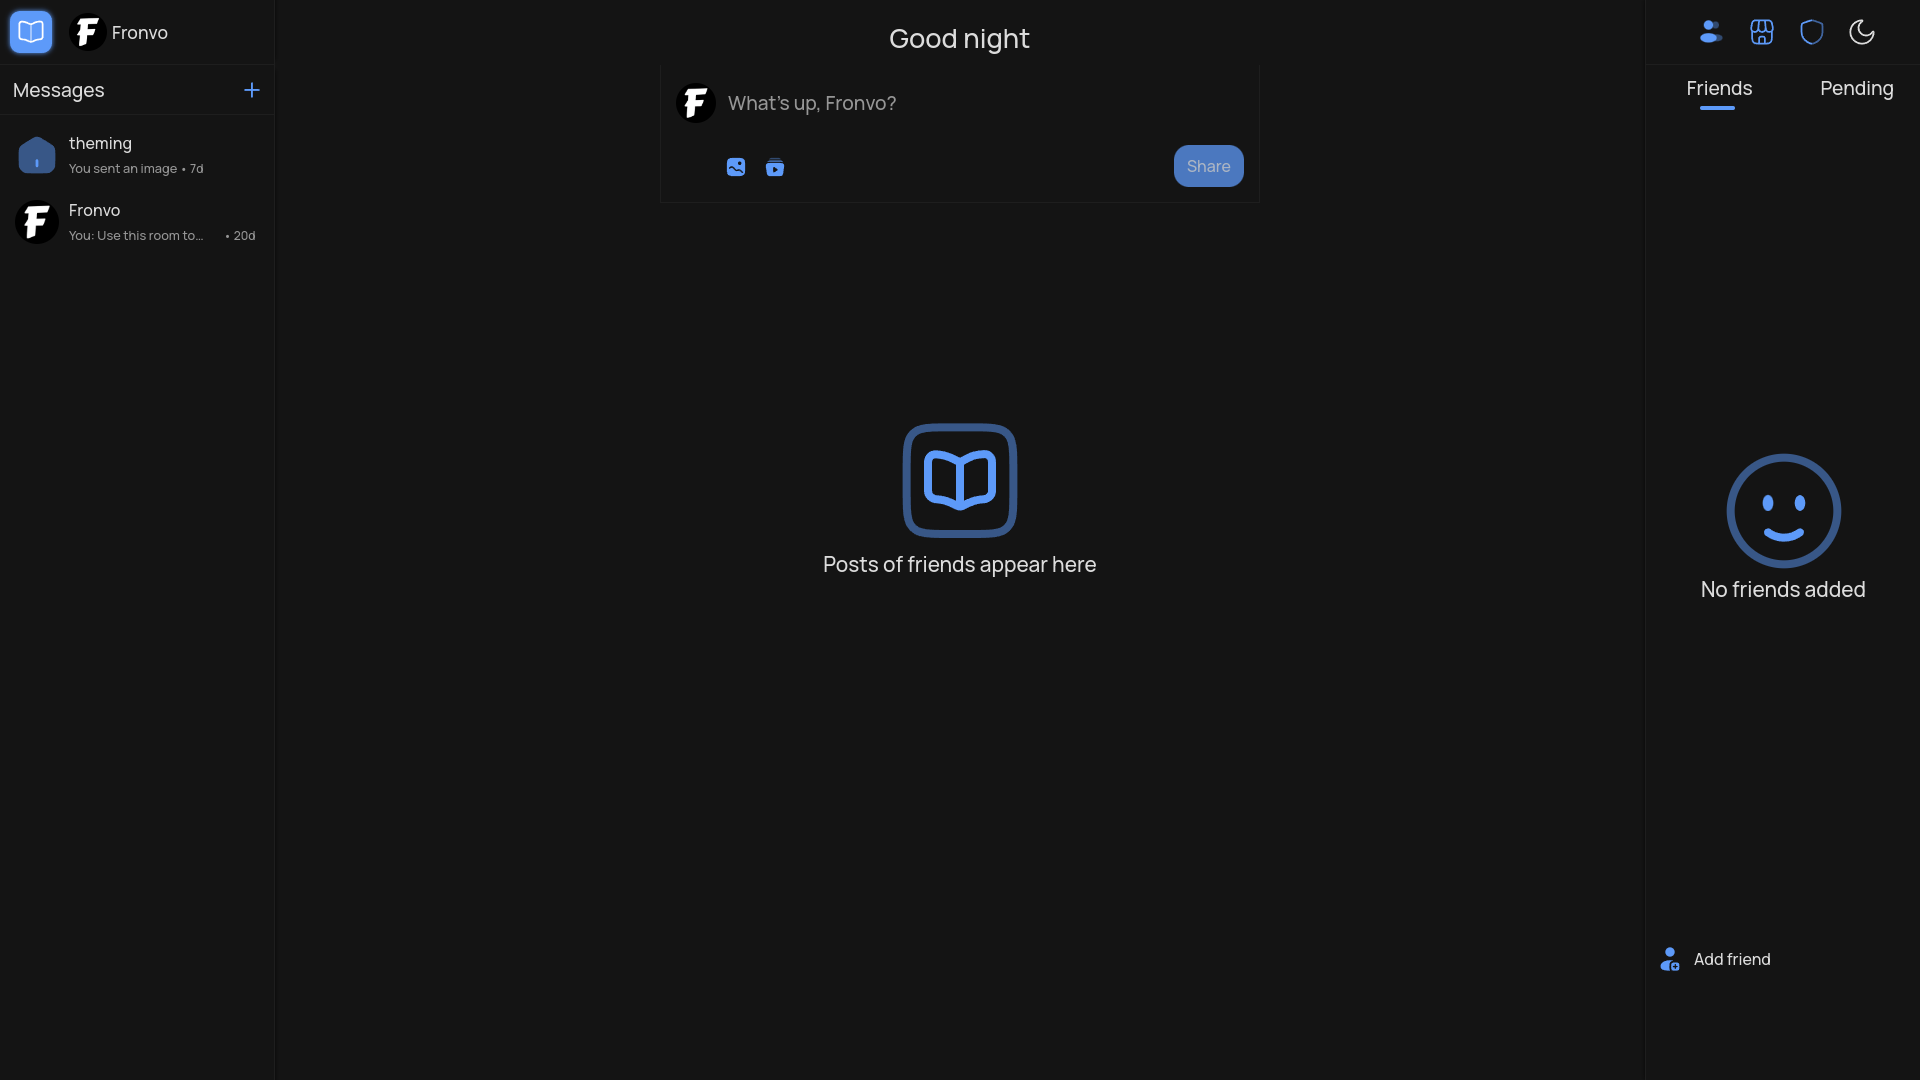 Fronvo
Messages
theming
You sent an image • 7d
Fronvo
You: Use this room to... • 20d
Good night
What's up, Fronvo?
Share
Posts of friends appear here
Friends Pending
No friends added
Add friend